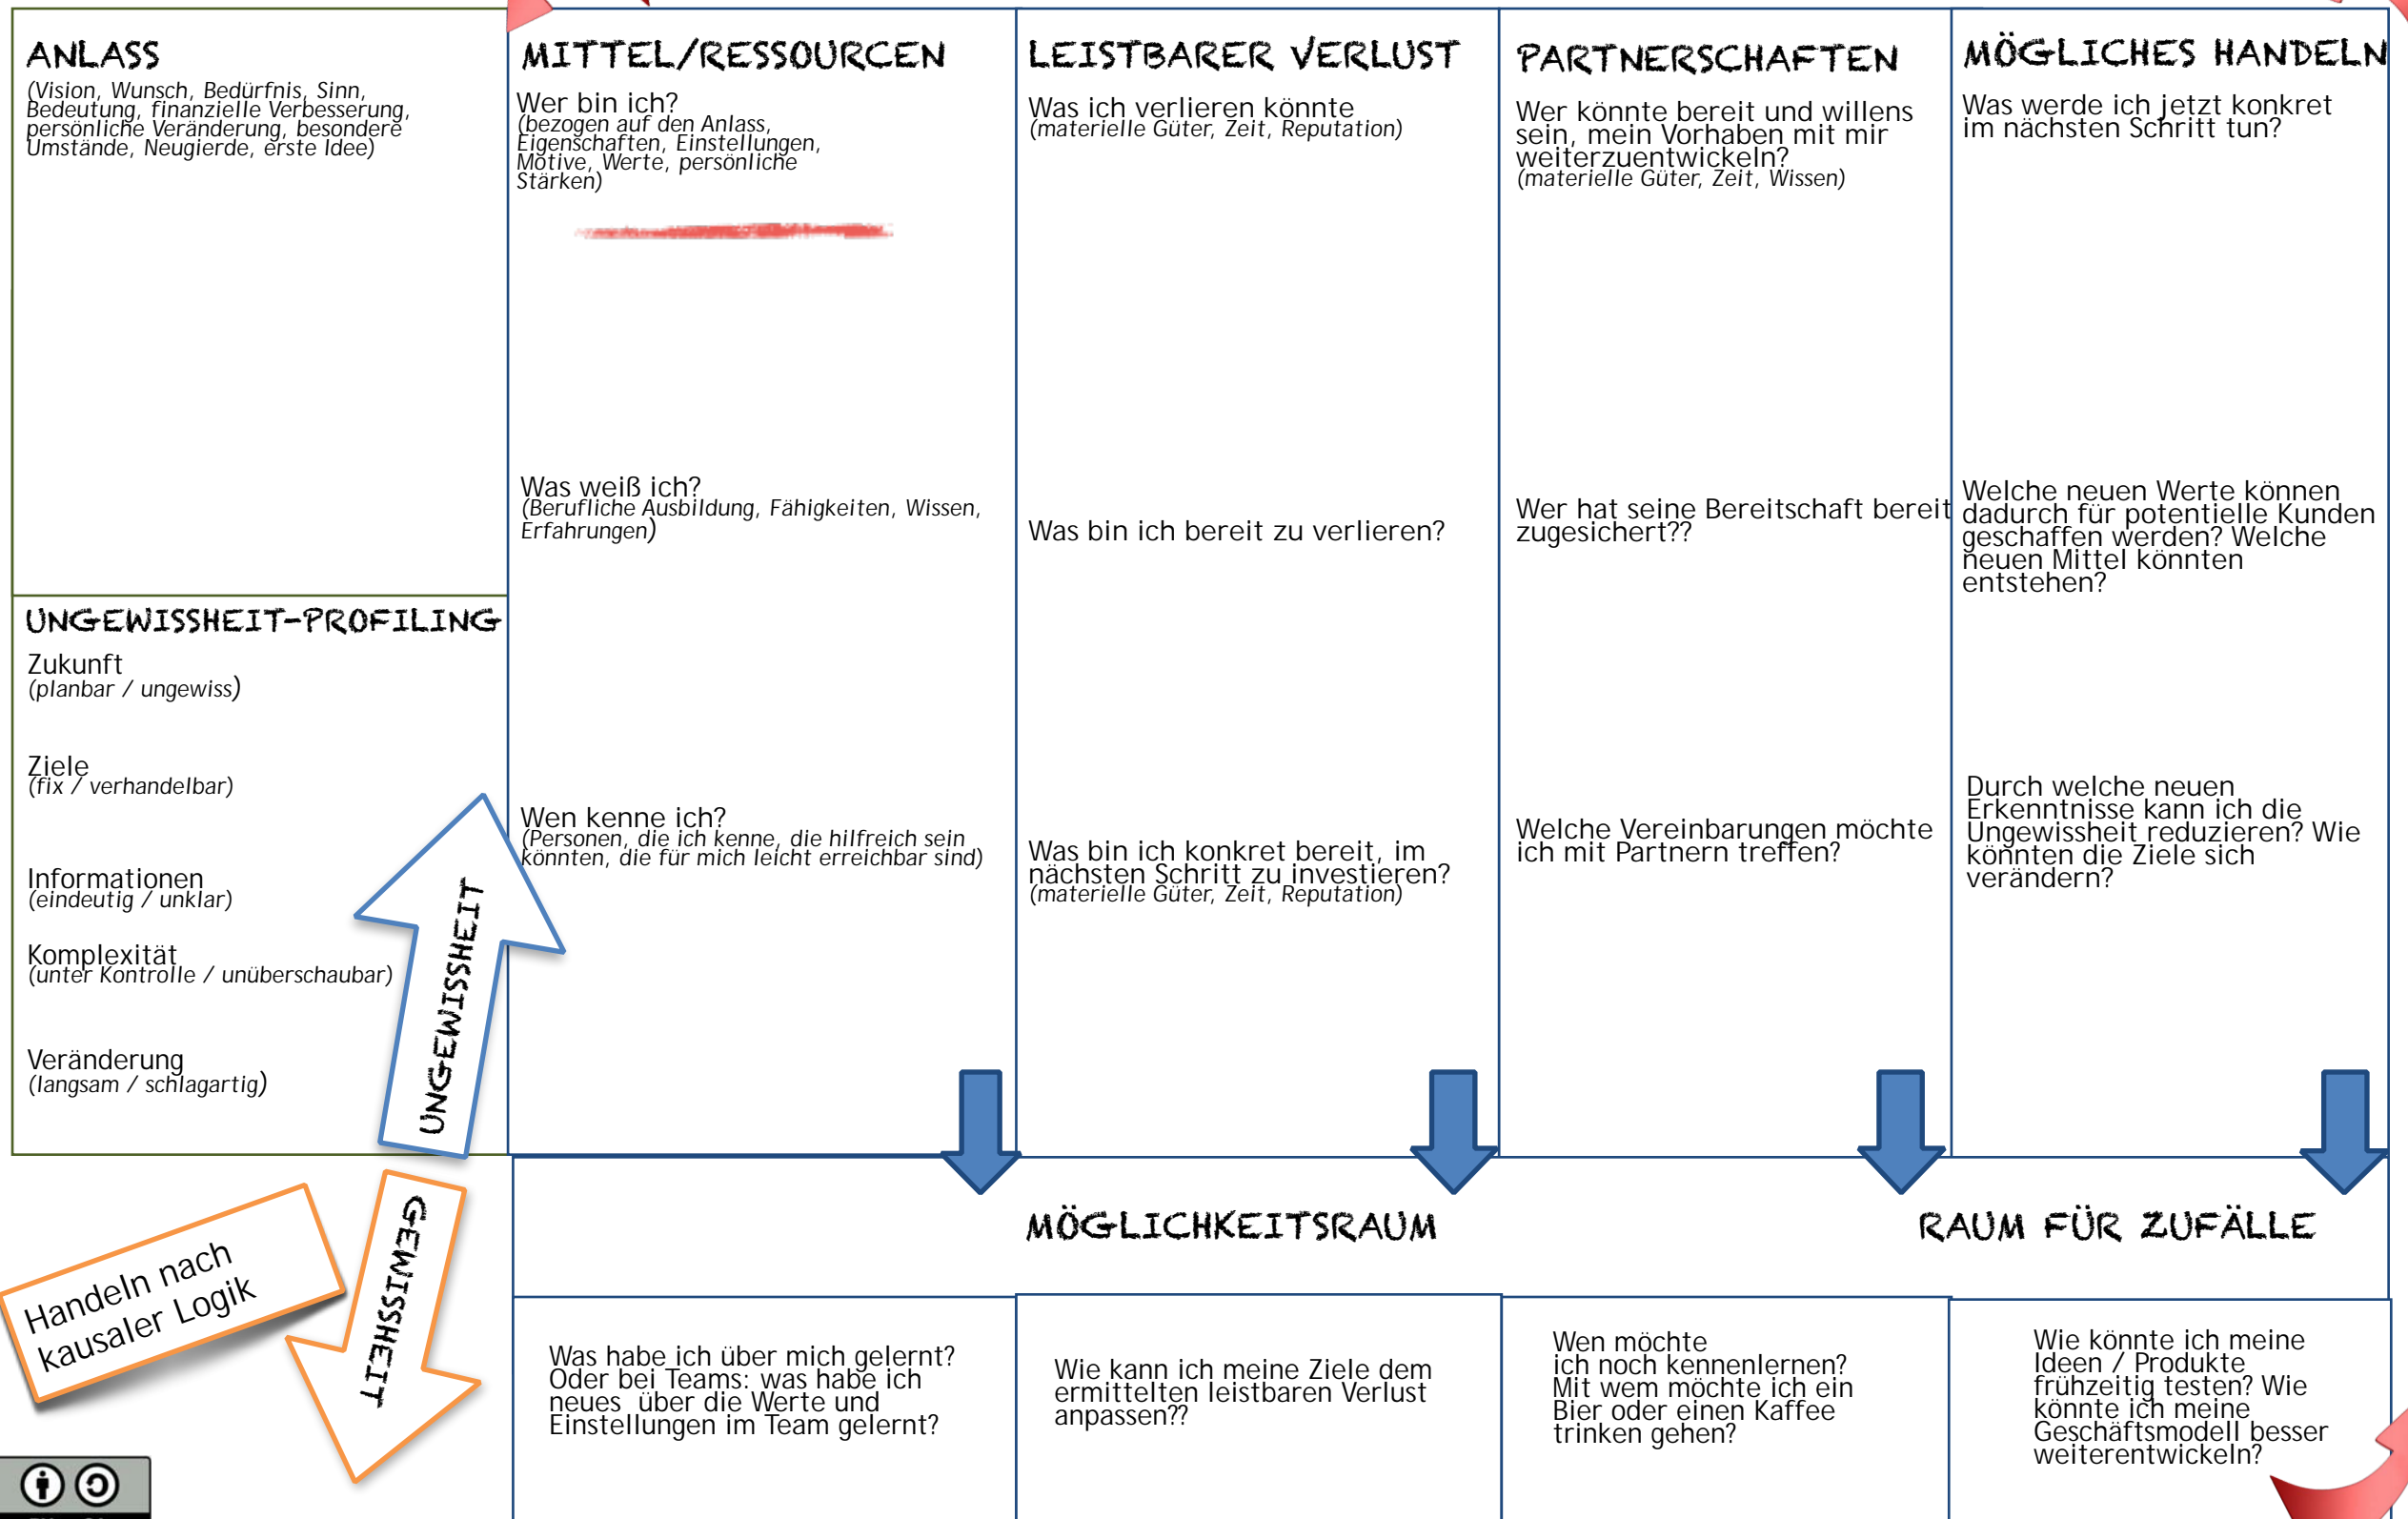 ANLASS
(Vision, Wunsch, Bedürfnis, Sinn,
Bedeutung, finanzielle Verbesserung,
persönliche Veränderung, besondere
Umstände, Neugierde, erste Idee)
UNGEWISSHEIT-PROFILING
Zukunft
(planbar / ungewiss)
Ziele
(fix / verhandelbar)
Informationen
(eindeutig / unklar)
Komplexität
(unter Kontrolle / unüberschaubar)
Veränderung
(langsam / schlagartig)
UNGEWISSHEIT
GEWISSHEIT
Handeln nach
kausaler Logik
MITTEL/RESSOURCEN
Wer bin ich?
(bezogen auf den Anlass,
Eigenschaften, Einstellungen,
Motive, Werte, persönliche
Stärken)
Was weiß ich?
(Berufliche Ausbildung, Fähigkeiten, Wissen,
Erfahrungen)
Wen kenne ich?
(Personen, die ich kenne, die hilfreich sein
könnten, die für mich leicht erreichbar sind)
LEISTBARER VERLUST
Was ich verlieren könnte
(materielle Güter, Zeit, Reputation)
Was bin ich bereit zu verlieren?
Was bin ich konkret bereit, im
nächsten Schritt zu investieren?
(materielle Güter, Zeit, Reputation)
PARTNERSCHAFTEN
Wer könnte bereit und willens
sein, mein Vorhaben mit mir
weiterzuentwickeln?
(materielle Güter, Zeit, Wissen)
Wer hat seine Bereitschaft bereit
zugesichert??
Welche Vereinbarungen möchte
ich mit Partnern treffen?
MÖGLICHES HANDELN
Was werde ich jetzt konkret
im nächsten Schritt tun?
Welche neuen Werte können
dadurch für potentielle Kunden
geschaffen werden? Welche
neuen Mittel könnten
entstehen?
Durch welche neuen
Erkenntnisse kann ich die
Ungewissheit reduzieren? Wie
könnten die Ziele sich
verändern?
MÖGLICHKEITSRAUM
RAUM FÜR ZUFÄLLE
Was habe ich über mich gelernt?
Oder bei Teams: was habe ich
neues über die Werte und
Einstellungen im Team gelernt?
Wie kann ich meine Ziele dem
ermittelten leistbaren Verlust
anpassen??
Wen möchte
ich noch kennenlernen?
Mit wem möchte ich ein
Bier oder einen Kaffee
trinken gehen?
Wie könnte ich meine
Ideen / Produkte
frühzeitig testen? Wie
könnte ich meine
Geschäftsmodell besser
weiterentwickeln?